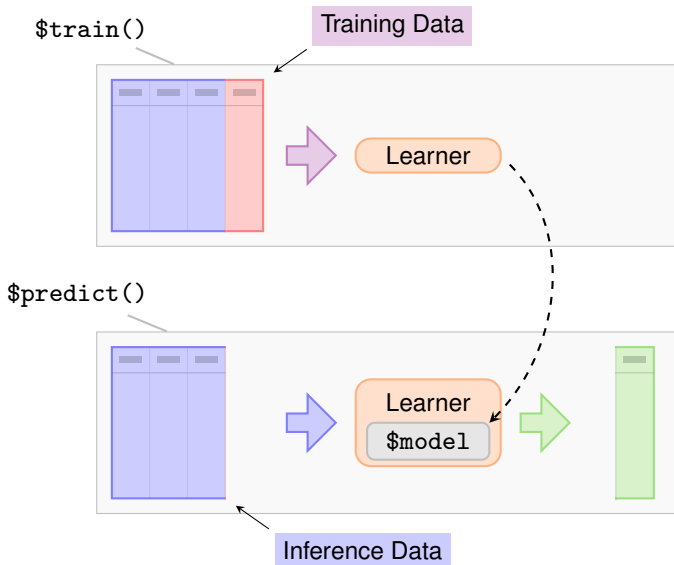 $train()
Training Data
Learner
$predict()
Learner
$model
Inference Data